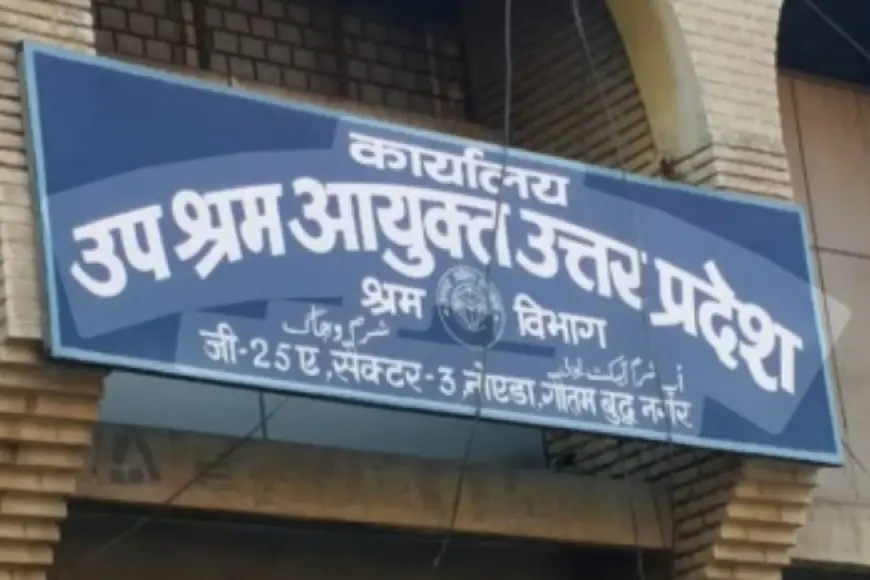 कार्यालय
उप श्रम आयुक्त उत्तर प्रदेश
श्रम विभाग
जी-25 ए, सेक्टर-3, नोएडा, गौतम बुद्ध नगर